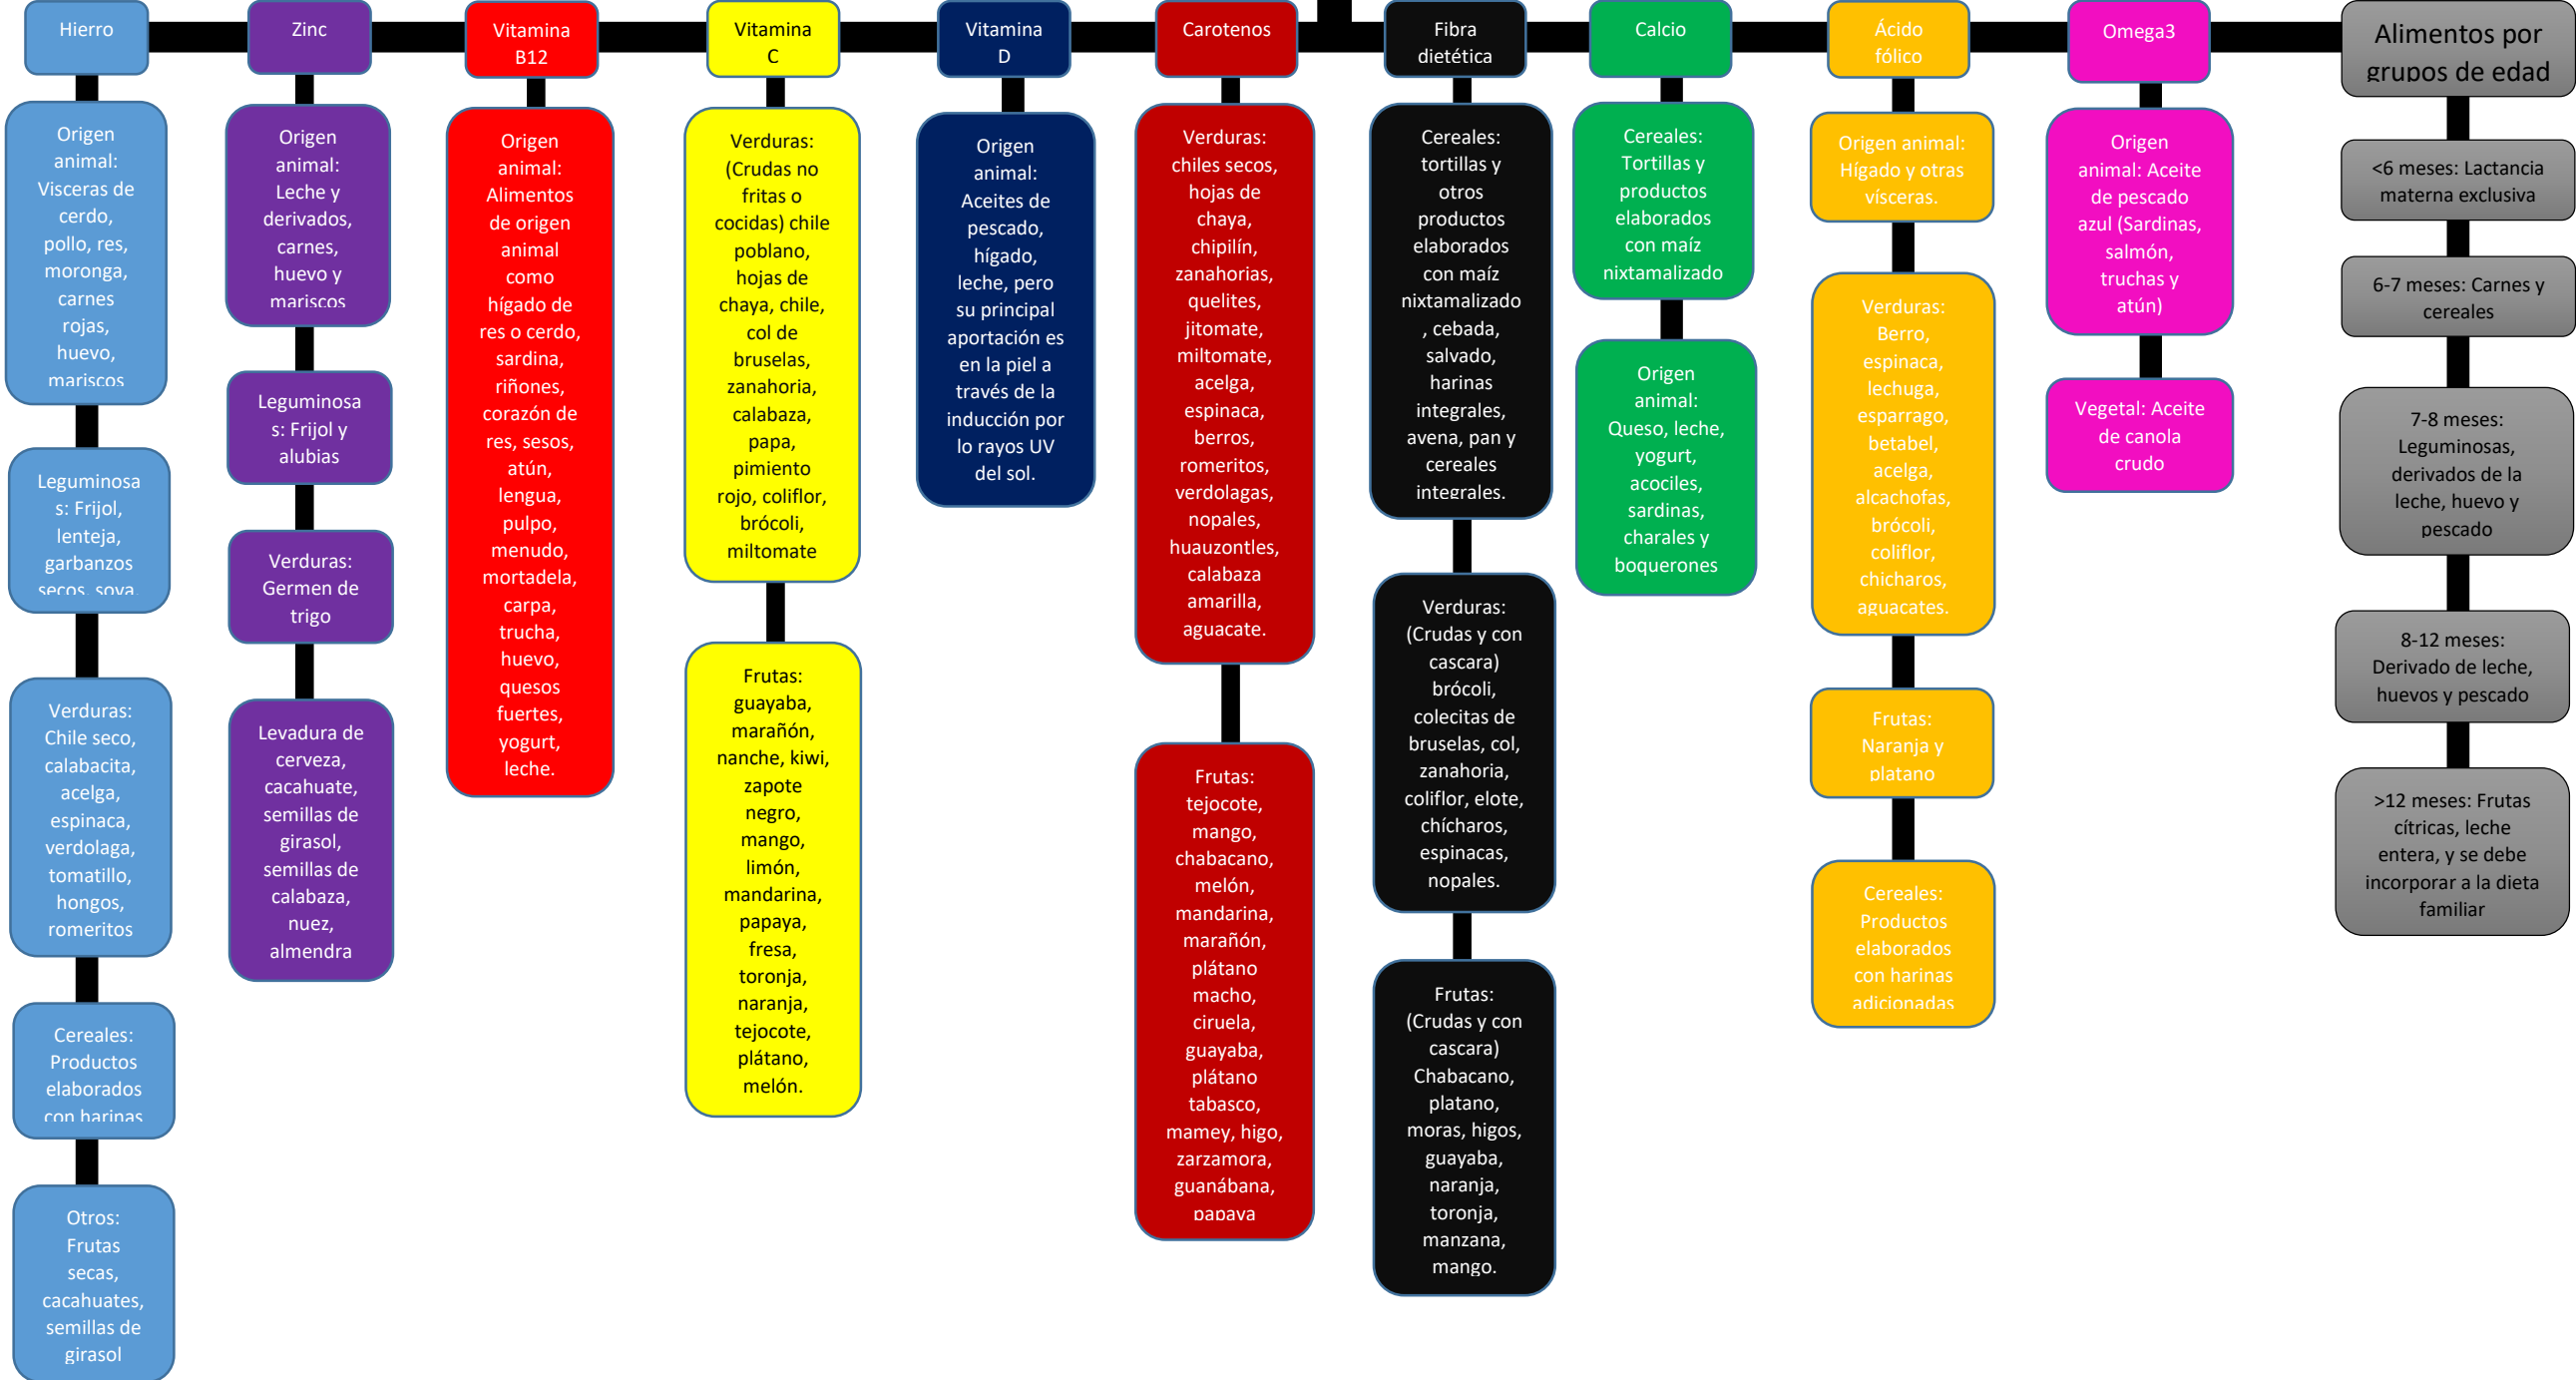 Hierro
Origen
animal:
Visceras de
cerdo,
pollo, res,
moronga,
carnes
rojas,
huevo,
mariscos
Leguminosa
s: Frijol,
lenteja,
garbanzos
secos, soya,
Verduras:
Chile seco,
calabacita,
acelga,
espinaca,
verdolaga,
tomatillo,
hongos,
romeritos
Cereales:
Productos
elaborados
con harinas
Otros:
Frutas
secas,
cacahuates,
semillas de
girasol
Zinc
Origen
animal:
Leche y
derivados,
carnes,
huevo y
mariscos
Leguminosa
s: Frijol y
alubias
Verduras:
Germen de
trigo
Levadura de
cerveza,
cacahuate,
semillas de
girasol,
semillas de
calabaza,
nuez,
almendra
Vitamina
B12
Origen
animal:
Alimentos
de origen
animal
como
hígado de
res o cerdo,
sardina,
riñones,
corazón de
res, sesos,
atún,
lengua,
pulpo,
menudo,
mortadela,
carpa,
trucha,
huevo,
quesos
fuertes,
yogurt,
leche.
Vitamina
C
Verduras:
(Crudas no
fritas o
cocidas) chile
poblano,
hojas de
chaya, chile,
col de
bruselas,
zanahoria,
calabaza,
papa,
pimiento
rojo, coliflor,
brócoli,
miltomate
Frutas:
guayaba,
marañón,
nanche, kiwi,
zapote
negro,
mango,
limón,
mandarina,
papaya,
fresa,
toronja,
naranja,
tejocote,
plátano,
melón.
Vitamina
D
Origen
animal:
Aceites de
pescado,
hígado,
leche, pero
su principal
aportación es
en la piel a
través de la
inducción por
lo rayos UV
del sol.
Carotenos
Verduras:
chiles secos,
hojas de
chaya,
chipilín,
zanahorias,
quelites,
jitomate,
miltomate,
acelga,
espinaca,
berros,
romeritos,
verdolagas,
nopales,
huauzontles,
calabaza
amarilla,
aguacate.
Frutas:
tejocote,
mango,
chabacano,
melón,
mandarina,
marañón,
plátano
macho,
ciruela,
guayaba,
plátano
tabasco,
mamey, higo,
zarzamora,
guanábana,
papaya
Fibra
dietética
Cereales:
tortillas y
otros
productos
elaborados
con maíz
nixtamalizado
, cebada,
salvado,
harinas
integrales,
avena, pan y
cereales
integrales.
Verduras:
(Crudas y con
cascara)
brócoli,
colecitas de
bruselas, col,
zanahoria,
coliflor, elote,
chícharos,
espinacas,
nopales.
Frutas:
(Crudas y con
cascara)
Chabacano,
platano,
moras, higos,
guayaba,
naranja,
toronja,
manzana,
mango.
Calcio
Cereales:
Tortillas y
productos
elaborados
con maíz
nixtamalizado
Origen
animal:
Queso, leche,
yogurt,
acociles,
sardinas,
charales y
boquerones
Ácido
fólico
Origen animal:
Hígado y otras
vísceras.
Verduras:
Berro,
espinaca,
lechuga,
esparrago,
betabel,
acelga,
alcachofas,
brócoli,
coliflor,
chicharos,
aguacates.
Frutas:
Naranja y
platano
Cereales:
Productos
elaborados
con harinas
adicionadas
Omega3
Origen
animal: Aceite
de pescado
azul (Sardinas,
salmón,
truchas y
atún)
Vegetal: Aceite
de canola
crudo
Alimentos por
grupos de edad
<6 meses: Lactancia
materna exclusiva
6-7 meses: Carnes y
cereales
7-8 meses:
Leguminosas,
derivados de la
leche, huevo y
pescado
8-12 meses:
Derivado de leche,
huevos y pescado
>12 meses: Frutas
cítricas, leche
entera, y se debe
incorporar a la dieta
familiar